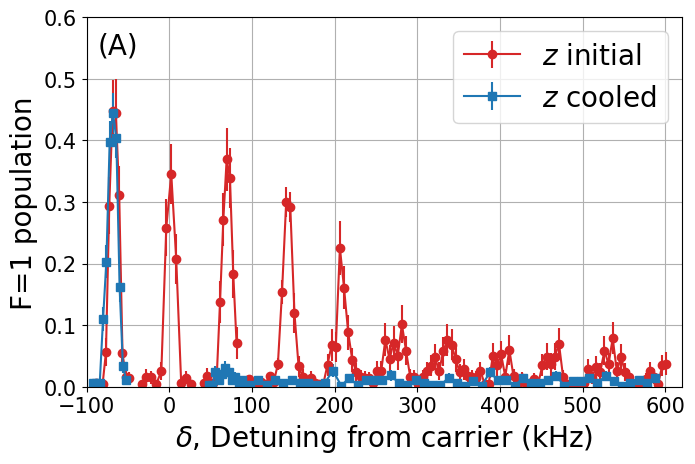 (A)
z initial
z cooled
F=1 population
0.6
0.5
0.4
0.3
0.2
0.1
0.0
−100 0 100 200 300 400 500 600
δ, Detuning from carrier (kHz)